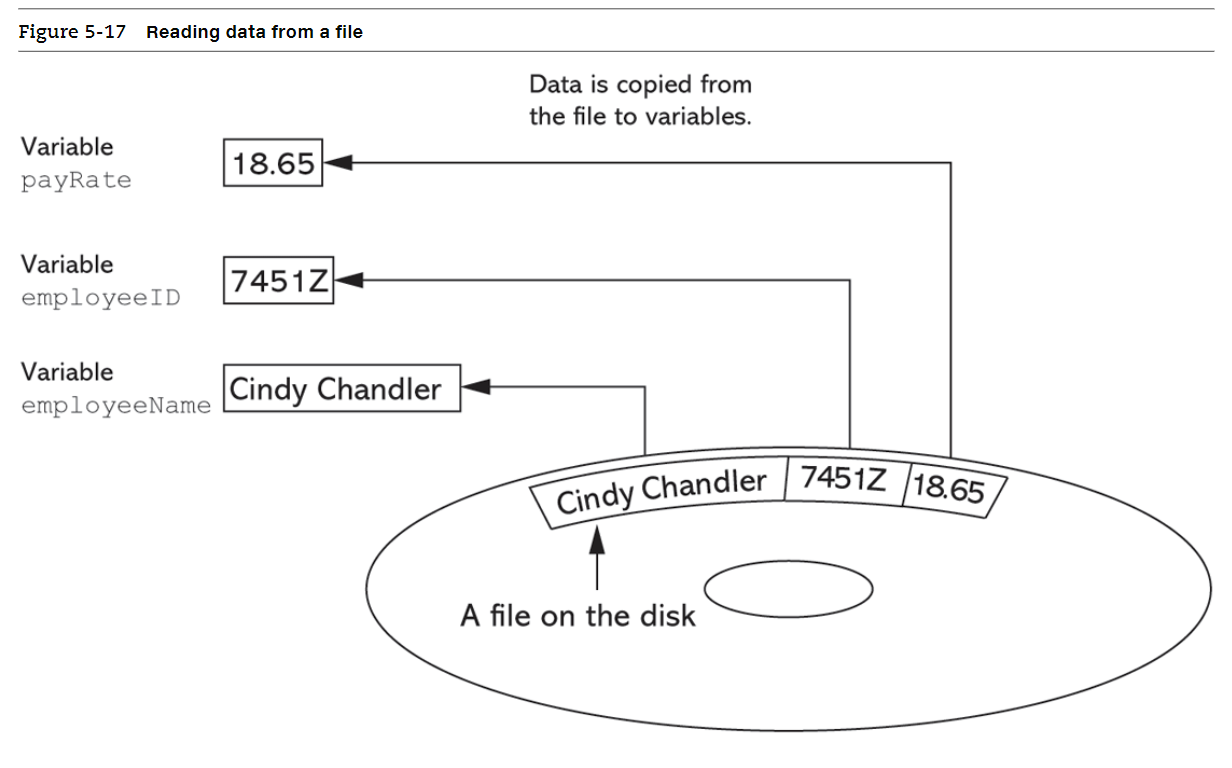 Figure 5-17 Reading data from a file
Data is copied from
the file to variables.
Variable
payRate
18.65
Variable
employeeID
7451Z
Variable
employeeName
Cindy Chandler
Cindy Chandler
7451Z
18.65
A file on the disk